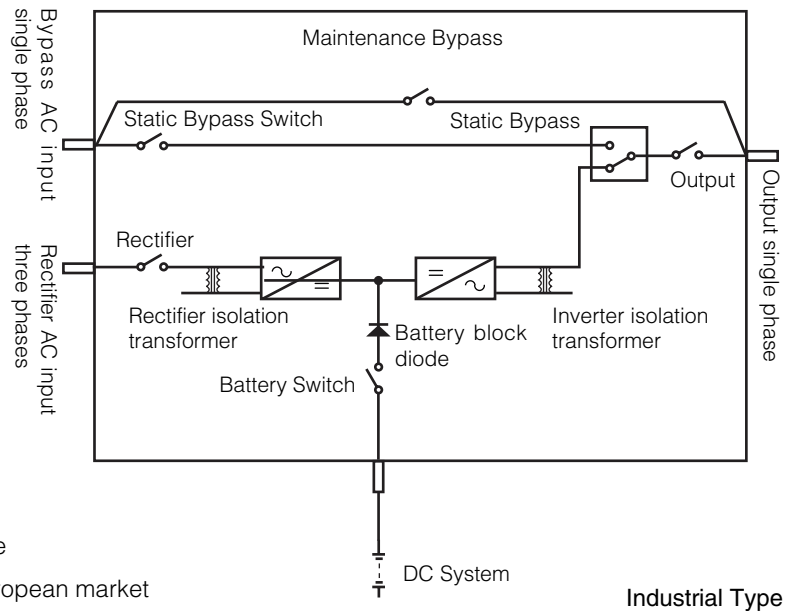 Bypass AC input
single phase
Maintenance Bypass
Static Bypass Switch
Static Bypass
Output
Output single phase
Rectifier AC input
three phases
Rectifier
Rectifier isolation
transformer
Battery block
diode
Inverter isolation
transformer
Battery Switch
DC System
ropean market
Industrial Type